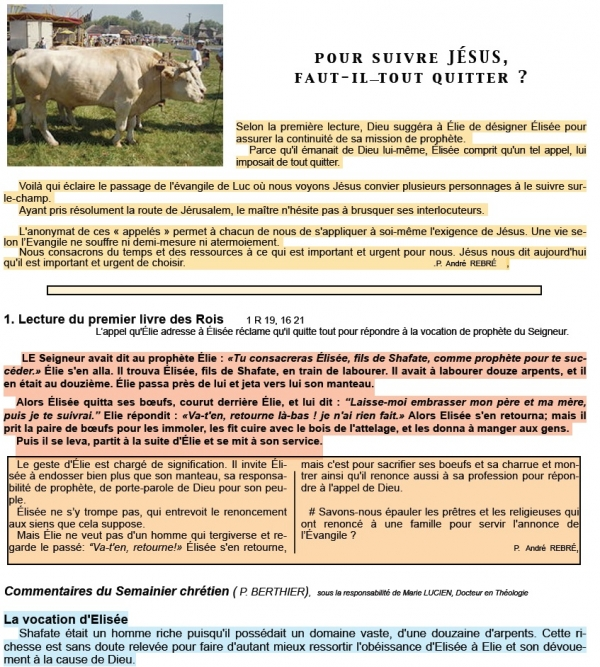 POUR SUIVRE JÉSUS,
FAUT-IL TOUT QUITTER ?
Selon la première lecture, Dieu suggéra à Élie de désigner Élisée pour
assurer la continuité de sa mission de prophète.
Parce qu'il émanait de Dieu lui-même, Élisée comprit qu'un tel appel, lui
imposait de tout quitter.
Voilà qui éclaire le passage de l'évangile de Luc où nous voyons Jésus convier plusieurs personnages à le suivre sur-
le-champ.
Ayant pris résolument la route de Jérusalem, le maître n'hésite pas à brusquer ses interlocuteurs.
L'anonymat de ces « appelés » permet à chacun de nous de s'appliquer à soi-même l'exigence de Jésus. Une vie se-
lon l'Evangile ne souffre ni demi-mesure ni atermoiement.
Nous consacrons du temps et des ressources à ce qui est important et urgent pour nous. Jésus nous dit aujourd'hui
qu'il est important et urgent de choisir. .P. André REBRÉ ,
1. Lecture du premier livre des Rois 1 R 19, 16 21
L'appel qu'Élie adresse à Élisée réclame qu'il quitte tout pour répondre à la vocation de prophète du Seigneur.
LE Seigneur avait dit au prophète Élie : «Tu consacreras Élisée, fils de Shafate, comme prophète pour te suc-
céder.» Élie s'en alla. Il trouva Élisée, fils de Shafate, en train de labourer. Il avait à labourer douze arpents, et il
en était au douzième. Élie passa près de lui et jeta vers lui son manteau.
Alors Élisée quitta ses bœufs, courut derrière Élie, et lui dit : “Laisse-moi embrasser mon père et ma mère,
puis je te suivrai.” Elie répondit : «Va-t'en, retourne là-bas ! je n'ai rien fait.» Alors Elisée s'en retourna; mais il
prit la paire de bœufs pour les immoler, les fit cuire avec le bois de l'attelage, et les donna à manger aux gens.
Puis il se leva, partit à la suite d'Élie et se mit à son service.
Le geste d'Élie est chargé de signification. Il invite Éli-
sée à endosser bien plus que son manteau, sa responsa-
bilité de prophète, de porte-parole de Dieu pour son peu-
ple.
Élisée ne s'y trompe pas, qui entrevoit le renoncement
aux siens que cela suppose.
Mais Élie ne veut pas d'un homme qui tergiverse et re-
garde le passé: “Va-t'en, retourne!» Élisée s'en retourne,
mais c'est pour sacrifier ses boeufs et sa charrue et mon-
trer ainsi qu'il renonce aussi à sa profession pour répon-
dre à l'appel de Dieu.
# Savons-nous épauler les prêtres et les religieuses qui
ont renoncé à une famille pour servir l'annonce de
l'Évangile ?
P. André REBRÉ,
Commentaires du Semainier chrétien ( P. BERTHIER), sous la responsabilité de Marie LUCIEN, Docteur en Théologie
La vocation d'Elisée
Shafate était un homme riche puisqu'il possédait un domaine vaste, d'une douzaine d'arpents. Cette ri-
chesse est sans doute relevée pour faire d'autant mieux ressortir l'obéissance d'Elisée à Elie et son dévoue-
ment à la cause de Dieu.